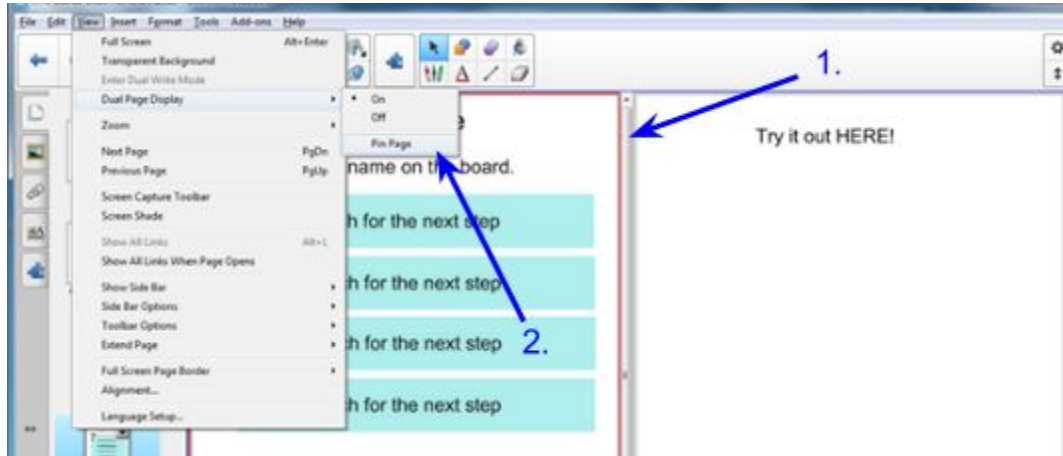 File Edit View Insert Format Tools Add-ons Help
Full Screen Alt+Enter
Transparent Background
Enter Dual Write Mode
Dual Page Display
On
Off
Pin Page
Zoom
Next Page PgDn
Previous Page PgUp
Screen Capture Toolbar
Screen Shade
Show All Links Alt+L
Show All Links When Page Opens
Show Side Bar
Side Bar Options
Toolbar Options
Extend Page
Full Screen Page Border
Alignment...
Language Setup...
name on the board.
h for the next step
ch for the next step
ch for the next step
ch for the next step
1.
2.
Try it out HERE!
7